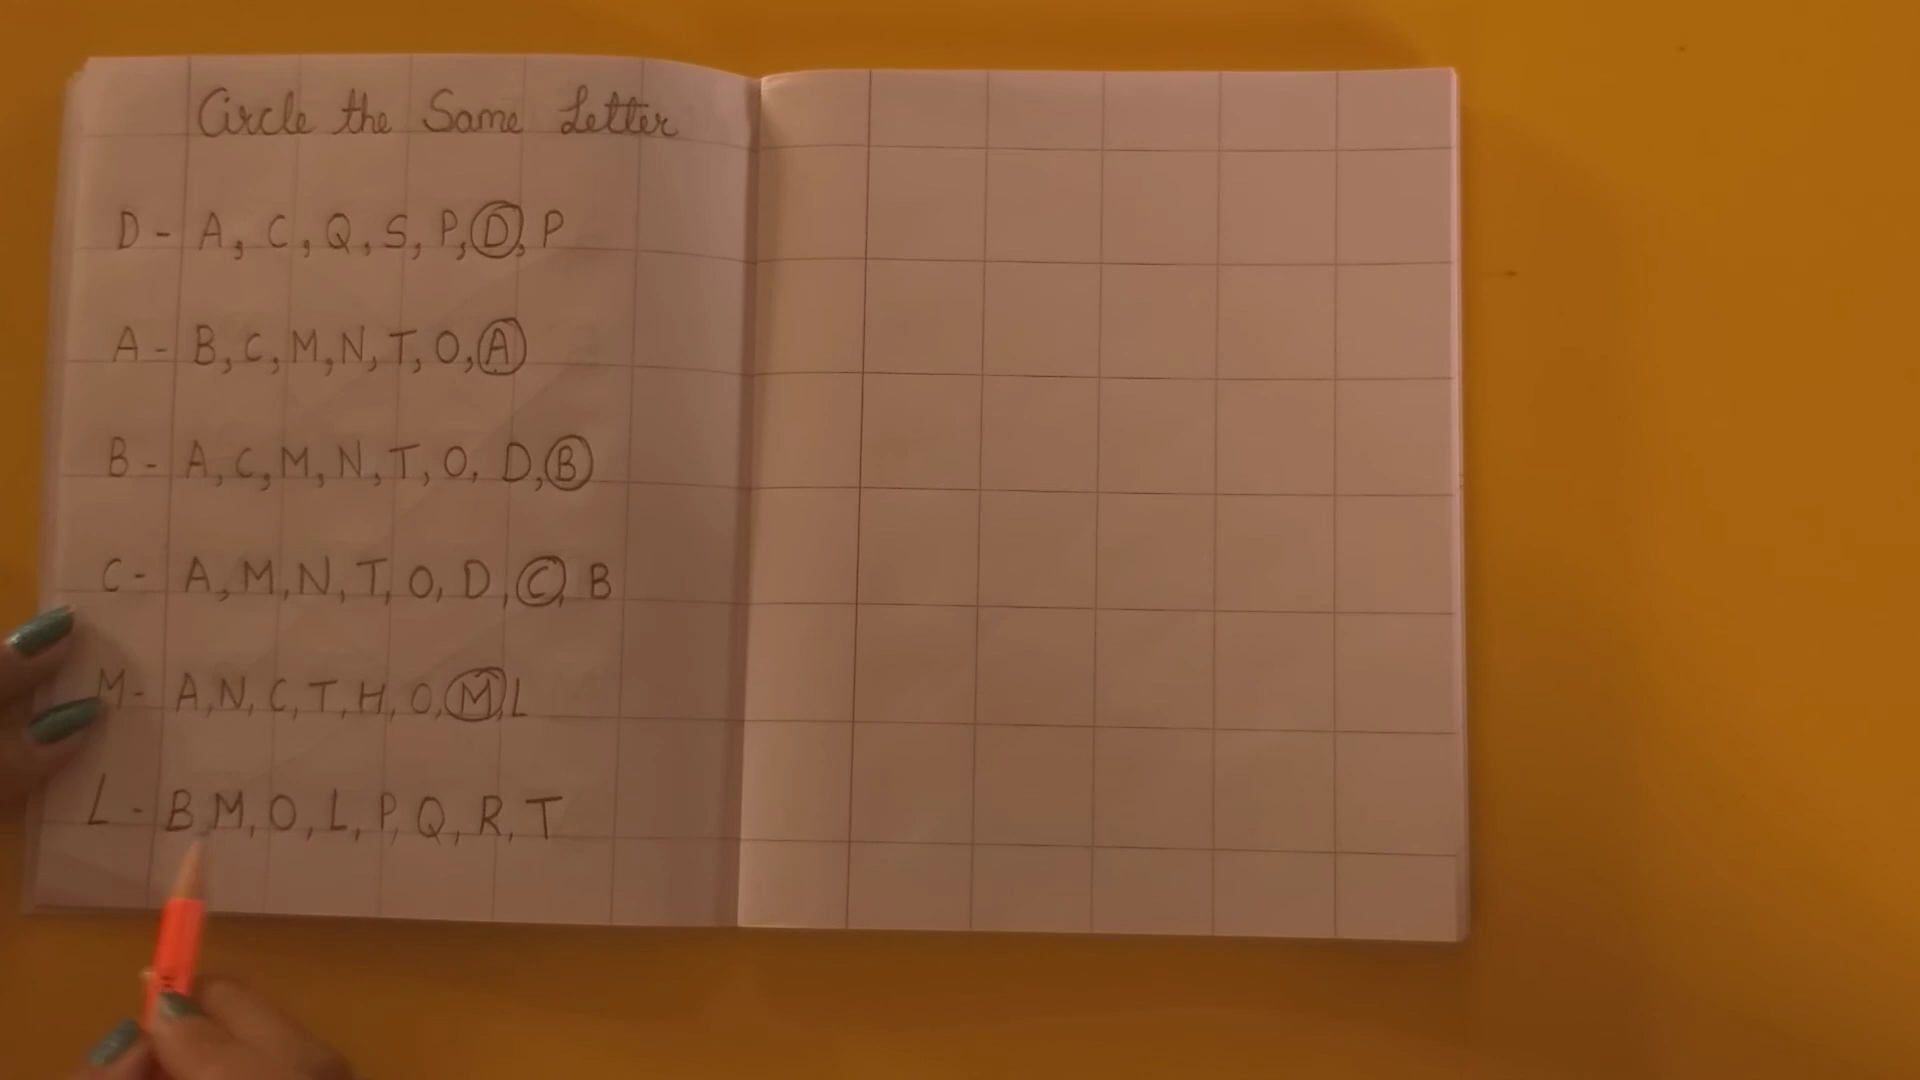 Circle the Same Letter
D - A, C, Q, S, P, D, P
A - B, C, M, N, T, O, A
B - A, C, M, N, T, O, D, B
C - A, M, N, T, O, D, C, B
M - A, N, C, T, H, O, M, L
L - B M, O, L, P, Q, R, T